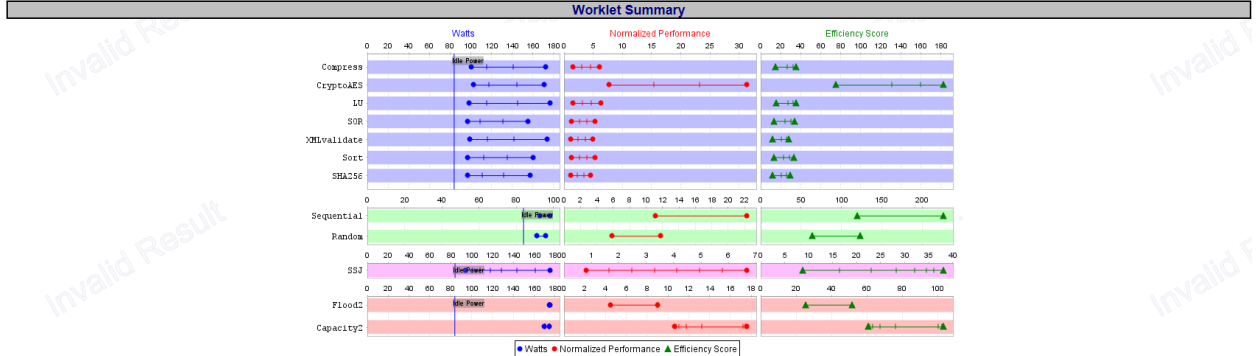 Worklet Summary
Watts Normalized Performance Efficiency Score
0 20 40 60 80 100 120 140 160 180 0 5 10 15 20 25 30 0 20 40 60 80 100 120 140 160 180
Idle Power
Compress
CryptoAES
LU
SOR
XMLvalidate
Sort
SHA256
0 20 40 60 80 100 2 4 6 8 10 12 14 16 18 20 22 0 50 100 150 200
Sequential Idle Power
Random
0 20 40 60 80 100 120 140 160 180 1 2 3 4 5 6 7 5 10 15 20 25 30 35 40
SSJ Idle Power
0 20 40 60 80 100 120 140 160 180 2 4 6 8 10 12 14 16 18 0 20 40 60 80 100
Flood2 Idle Power
Capacity2
Watts Normalized Performance Efficiency Score
Invalid Result
Invalid Result